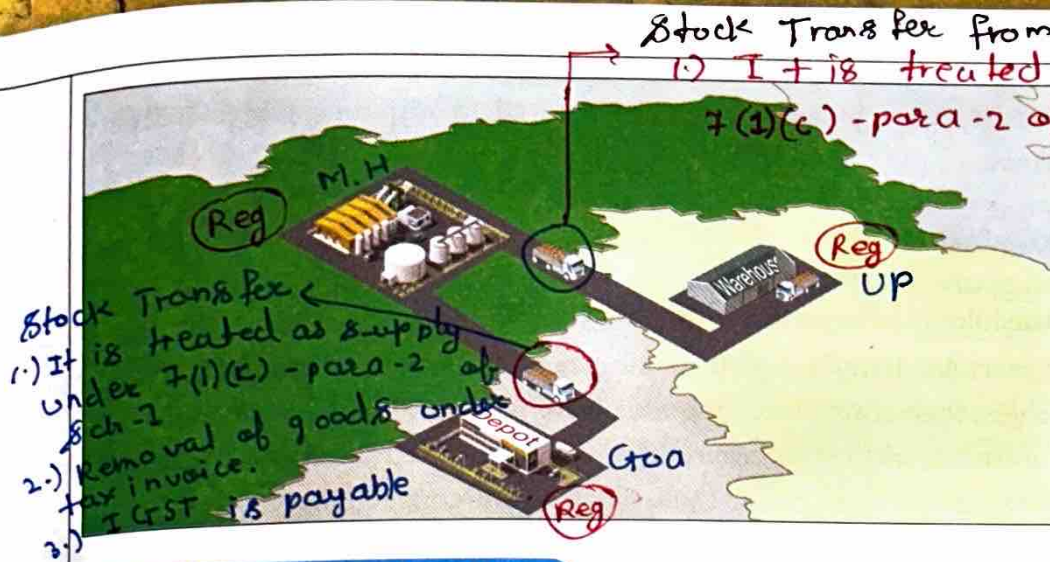 Stock Transfer from
1.) It is treated
7(1)(c) - para - 2 o
M.H
Reg
Reg
Warehouse
UP
Stock Transfer
1.) It is treated as supply
under 7(1)(c) - para - 2 of
Sch - I
2.) Removal of goods under
tax invoice.
3.) IGST is payable
Depot
Goa
Reg